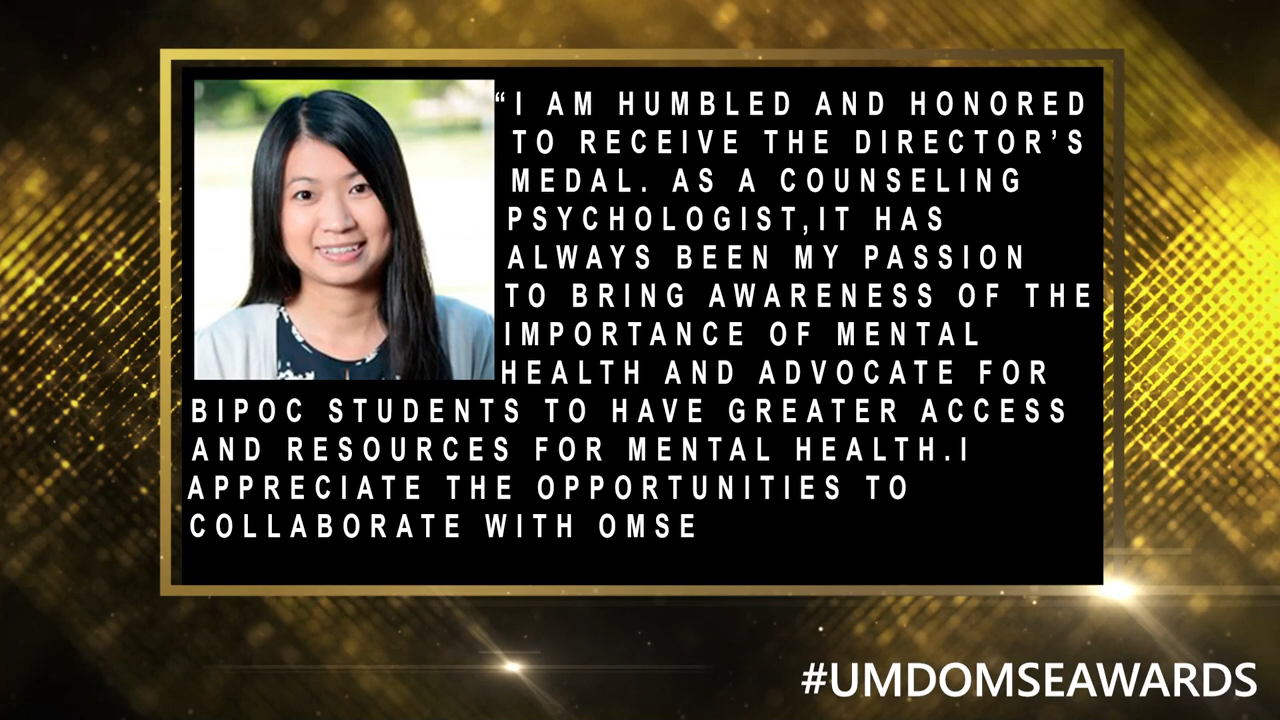 “I AM HUMBLED AND HONORED
TO RECEIVE THE DIRECTOR’S
MEDAL. AS A COUNSELING
PSYCHOLOGIST,IT HAS
ALWAYS BEEN MY PASSION
TO BRING AWARENESS OF THE
IMPORTANCE OF MENTAL
HEALTH AND ADVOCATE FOR
BIPOC STUDENTS TO HAVE GREATER ACCESS
AND RESOURCES FOR MENTAL HEALTH.I
APPRECIATE THE OPPORTUNITIES TO
COLLABORATE WITH OMSE
#UMDOMSEAWARDS